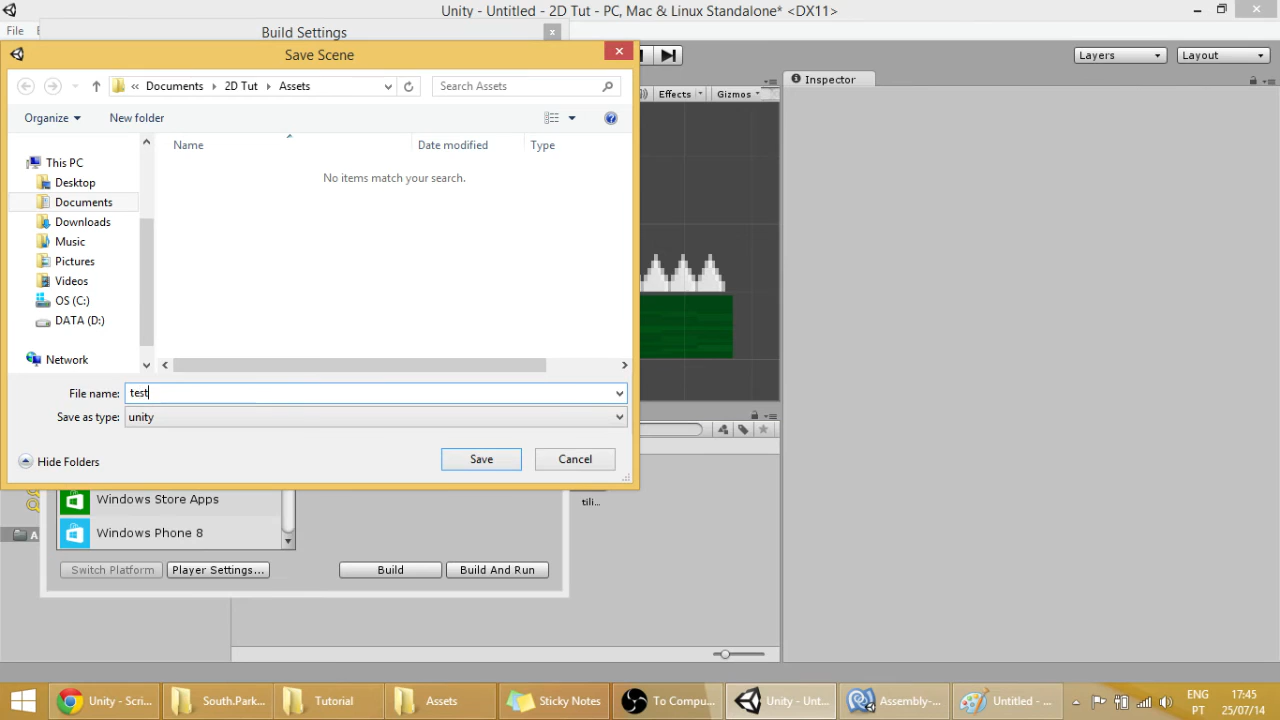 Unity - Untitled - 2D Tut - PC, Mac & Linux Standalone* <DX11>
File
Build Settings
Save Scene
Layers
Layout
Documents
2D Tut
Assets
Search Assets
Inspector
Effects
Gizmos
Organize
New folder
Name
Date modified
Type
This PC
No items match your search.
Desktop
Documents
Downloads
Music
Pictures
Videos
OS (C:)
DATA (D:)
Network
File name: test
Save as type: unity
Hide Folders
Save
Cancel
Windows Store Apps
tili...
Windows Phone 8
A
Switch Platform
Player Settings...
Build
Build And Run
Unity - Scri...
South.Park...
Tutorial
Assets
Sticky Notes
To Compu...
Unity - Unt...
Assembly-...
Untitled - ...
ENG
PT
17:45
25/07/14